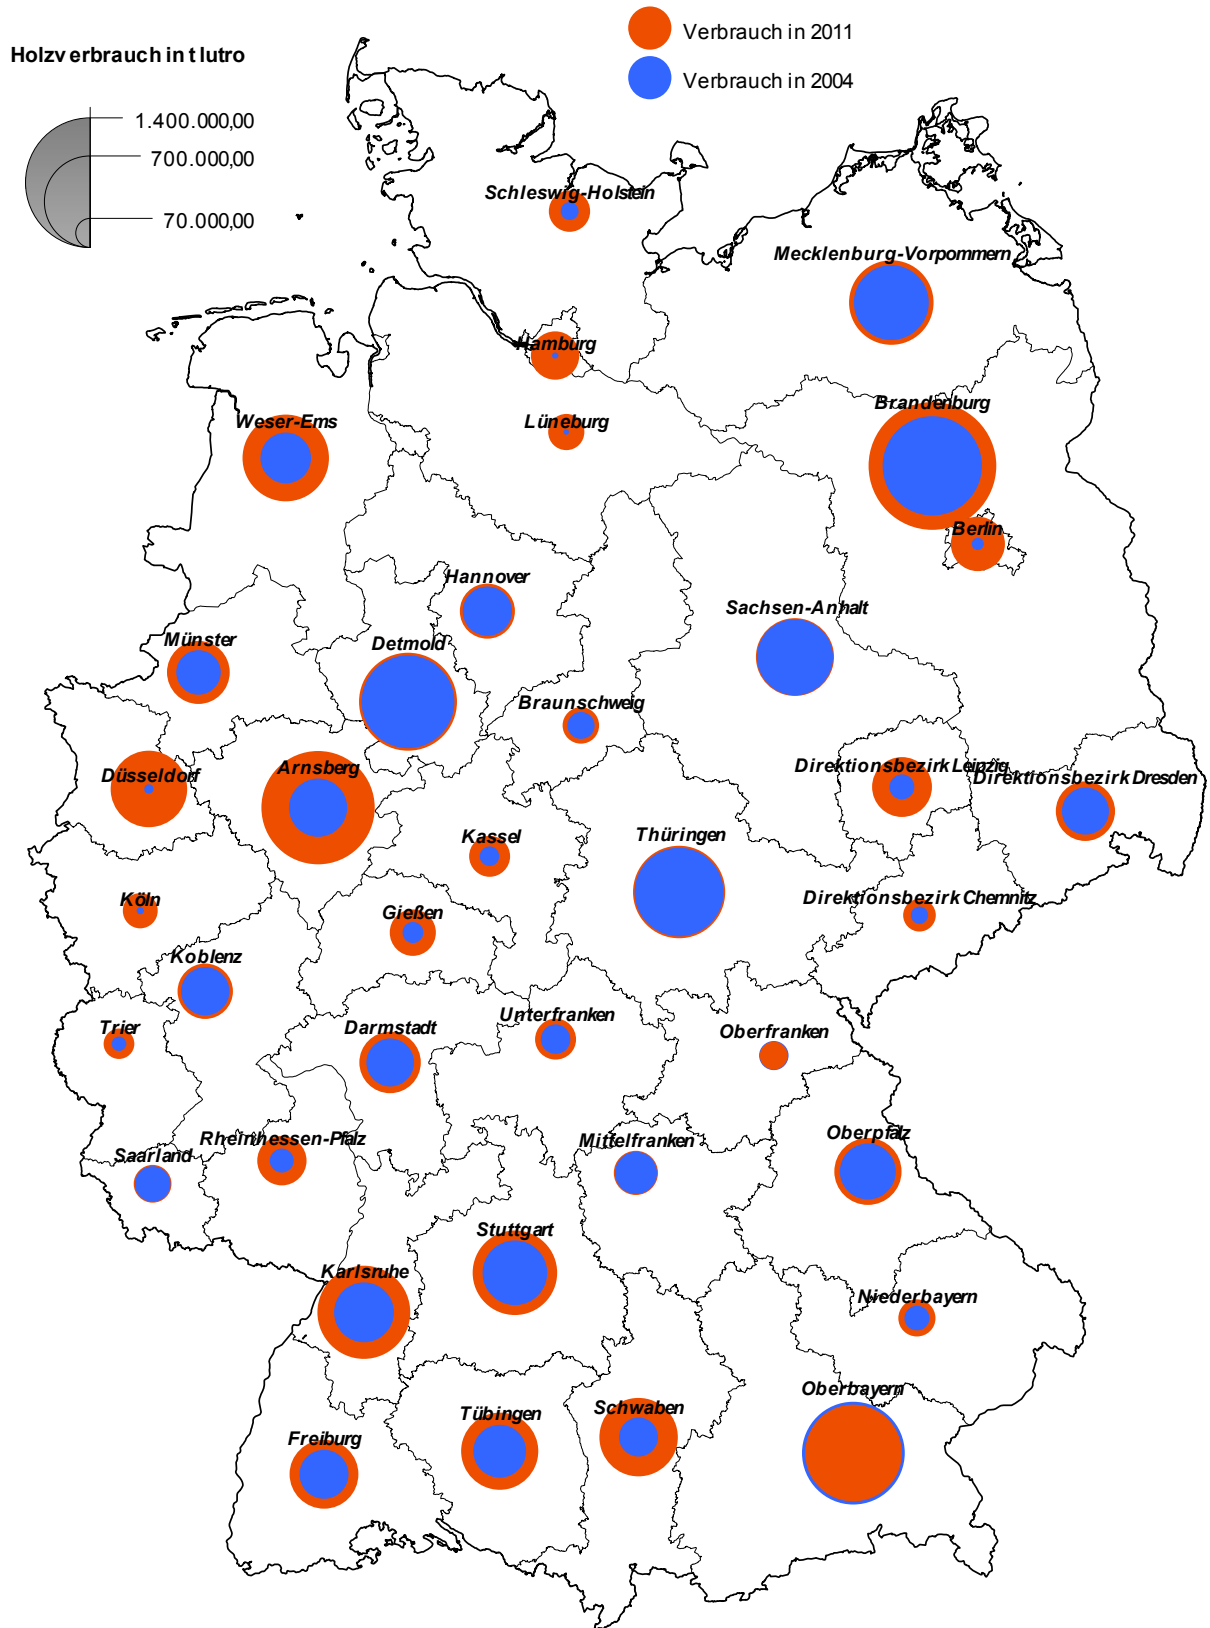 Verbrauch in 2011
Holzverbrauch in t lutro
Verbrauch in 2004
1.400.000,00
700.000,00
70.000,00
Schleswig-Holstein
Mecklenburg-Vorpommern
Hamburg
Brandenburg
Weser-Ems
Lüneburg
Berlin
Hannover
Sachsen-Anhalt
Münster
Detmold
Braunschweig
Direktionsbezirk Leipzig
Arnsberg
Düsseldorf
Direktionsbezirk Dresden
Kassel
Thüringen
Köln
Direktionsbezirk Chemnitz
Gießen
Koblenz
Unterfranken
Trier
Darmstadt
Oberfranken
Rheinhessen-Pfalz
Mittelfranken
Oberpfalz
Saarland
Stuttgart
Karlsruhe
Niederbayern
Oberbayern
Schwaben
Tübingen
Freiburg